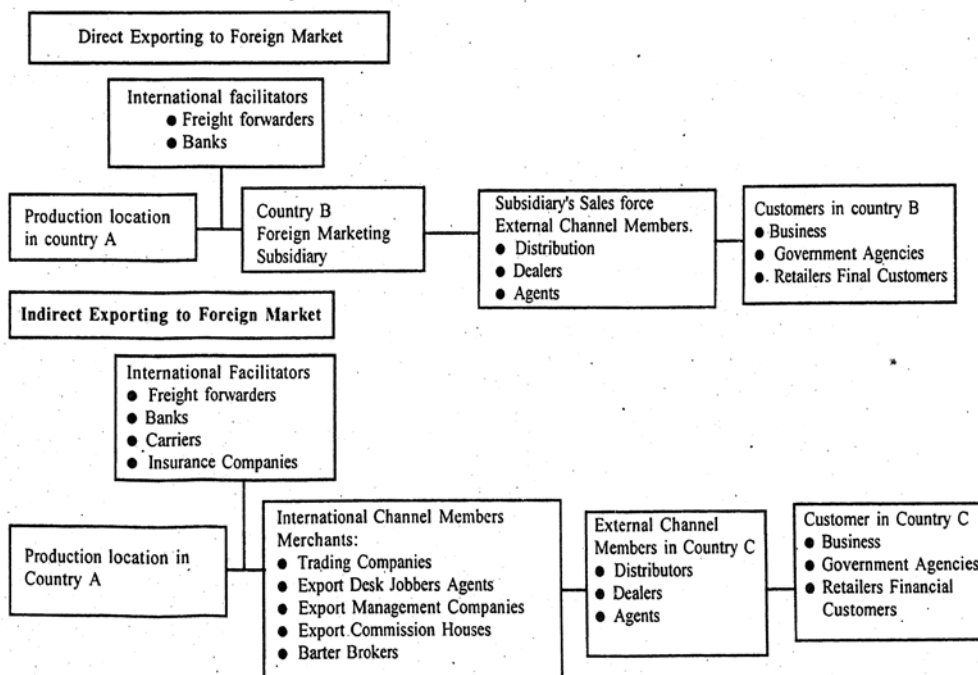 Direct Exporting to Foreign Market
International facilitators
● Freight forwarders
● Banks
Production location
in country A
Country B
Foreign Marketing
Subsidiary
Subsidiary's Sales force
External Channel Members.
● Distribution
● Dealers
● Agents
Customers in country B
● Business
● Government Agencies
●. Retailers Final Customers
Indirect Exporting to Foreign Market
International Facilitators
● Freight forwarders
● Banks
● Carriers
● Insurance Companies
Production location in
Country A
International Channel Members
Merchants:
● Trading Companies
● Export Desk Jobbers Agents
● Export Management Companies
● Export Commission Houses
● Barter Brokers
External Channel
Members in Country C
● Distributors
● Dealers
● Agents
Customer in Country C
● Business
● Government Agencies
● Retailers Financial
Customers